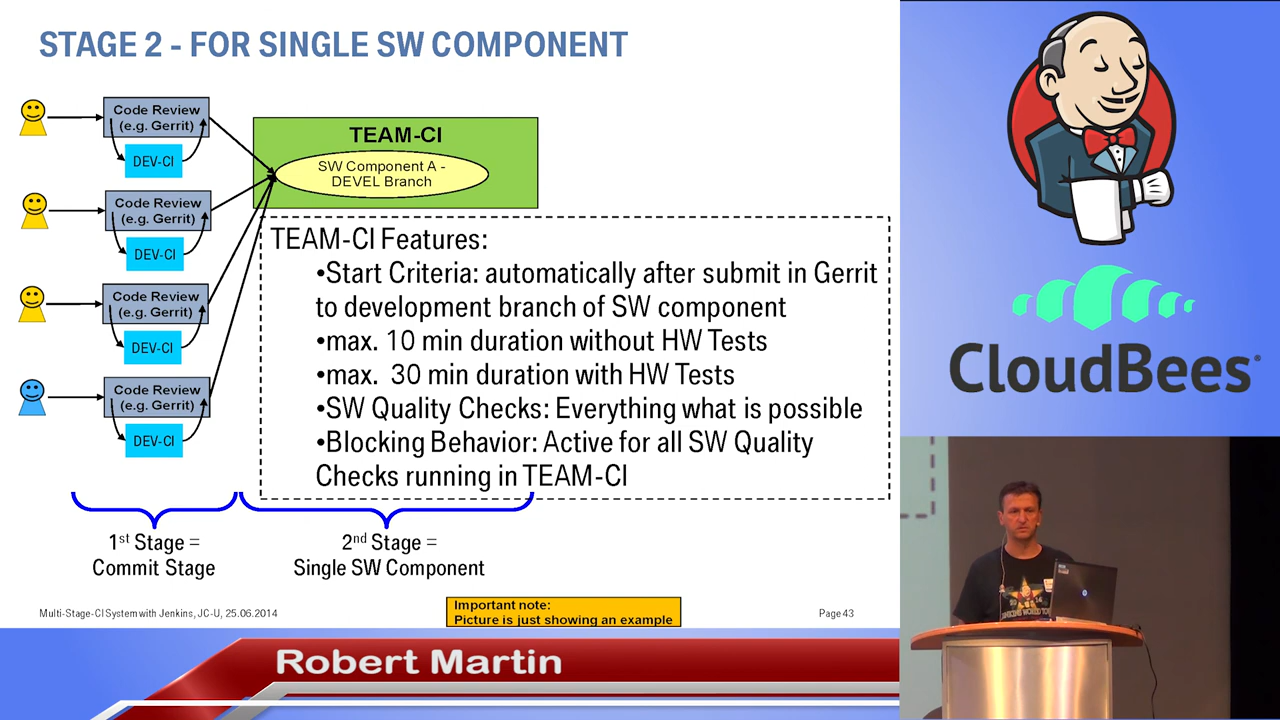 STAGE 2 - FOR SINGLE SW COMPONENT
Code Review
(e.g. Gerrit)
DEV-CI
Code Review
(e.g. Gerrit)
DEV-CI
Code Review
(e.g. Gerrit)
DEV-CI
Code Review
(e.g. Gerrit)
DEV-CI
TEAM-CI
SW Component A -
DEVEL Branch
TEAM-CI Features:
•Start Criteria: automatically after submit in Gerrit
to development branch of SW component
•max. 10 min duration without HW Tests
•max. 30 min duration with HW Tests
•SW Quality Checks: Everything what is possible
•Blocking Behavior: Active for all SW Quality
Checks running in TEAM-CI
1st Stage =
Commit Stage
2nd Stage =
Single SW Component
Multi-Stage-CI System with Jenkins, JC-U, 25.06.2014
Important note:
Picture is just showing an example
Page 43
Robert Martin
CloudBees